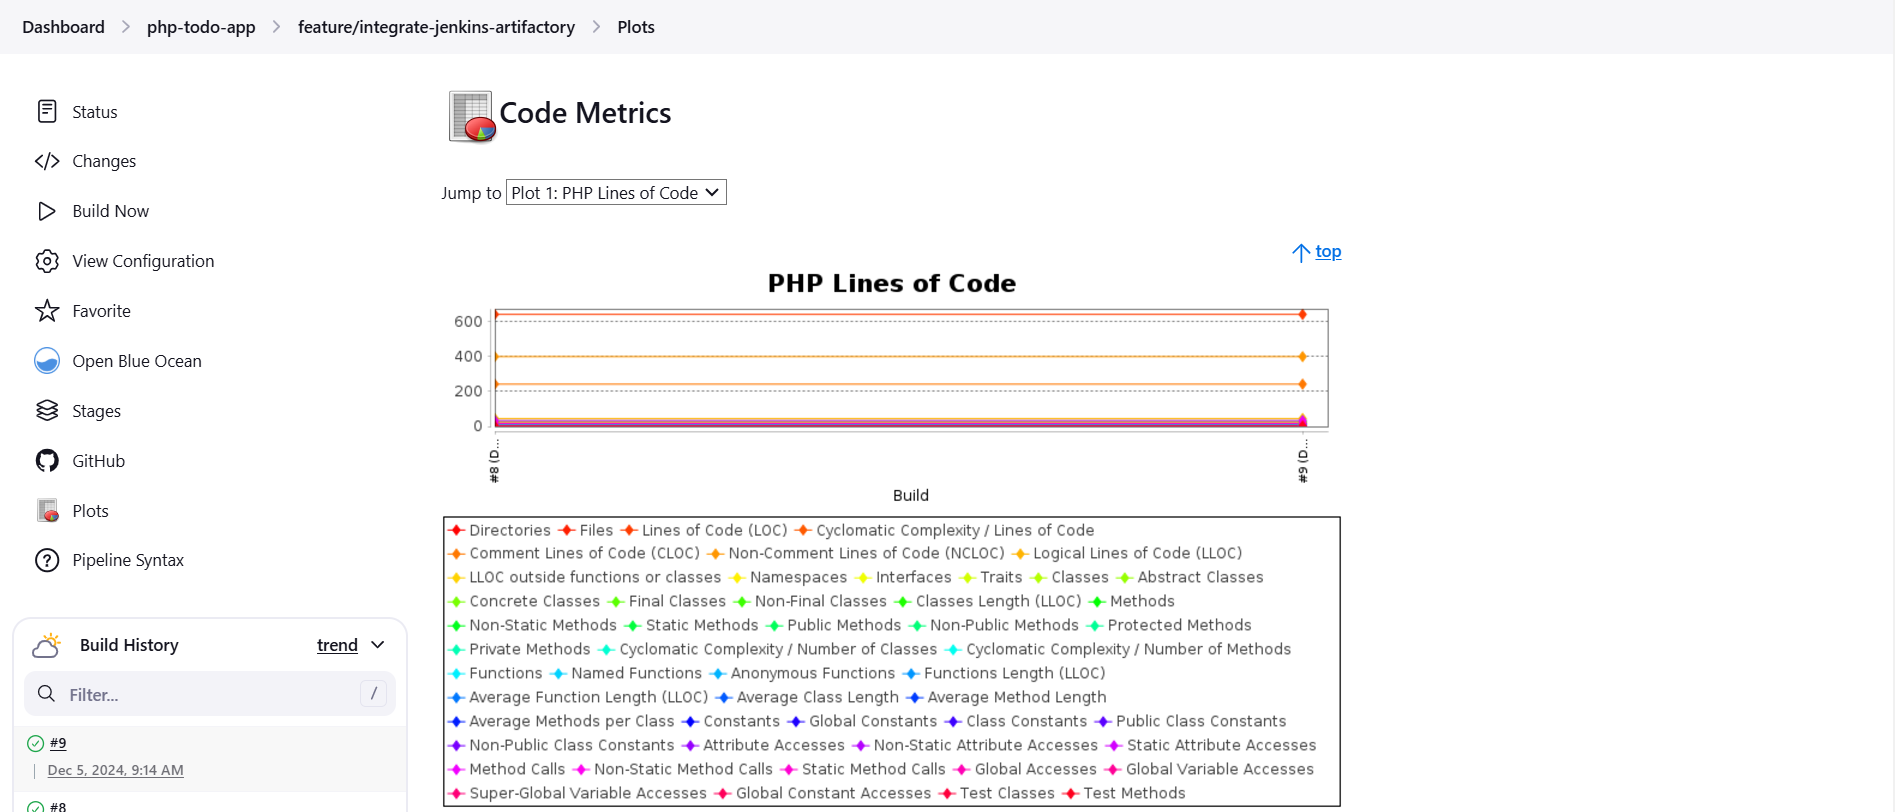 Dashboard > php-todo-app > feature/integrate-jenkins-artifactory > Plots
Status
Changes
Build Now
View Configuration
Favorite
Open Blue Ocean
Stages
GitHub
Plots
Pipeline Syntax
Build History trend
Filter... /
#9
Dec 5, 2024, 9:14 AM
#8
Code Metrics
Jump to Plot 1: PHP Lines of Code
top
PHP Lines of Code
600
400
200
0
#8 (D...
#9 (D...
Build
Directories Files Lines of Code (LOC) Cyclomatic Complexity / Lines of Code
Comment Lines of Code (CLOC) Non-Comment Lines of Code (NCLOC) Logical Lines of Code (LLOC)
LLOC outside functions or classes Namespaces Interfaces Traits Classes Abstract Classes
Concrete Classes Final Classes Non-Final Classes Classes Length (LLOC) Methods
Non-Static Methods Static Methods Public Methods Non-Public Methods Protected Methods
Private Methods Cyclomatic Complexity / Number of Classes Cyclomatic Complexity / Number of Methods
Functions Named Functions Anonymous Functions Functions Length (LLOC)
Average Function Length (LLOC) Average Class Length Average Method Length
Average Methods per Class Constants Global Constants Class Constants Public Class Constants
Non-Public Class Constants Attribute Accesses Non-Static Attribute Accesses Static Attribute Accesses
Method Calls Non-Static Method Calls Static Method Calls Global Accesses Global Variable Accesses
Super-Global Variable Accesses Global Constant Accesses Test Classes Test Methods